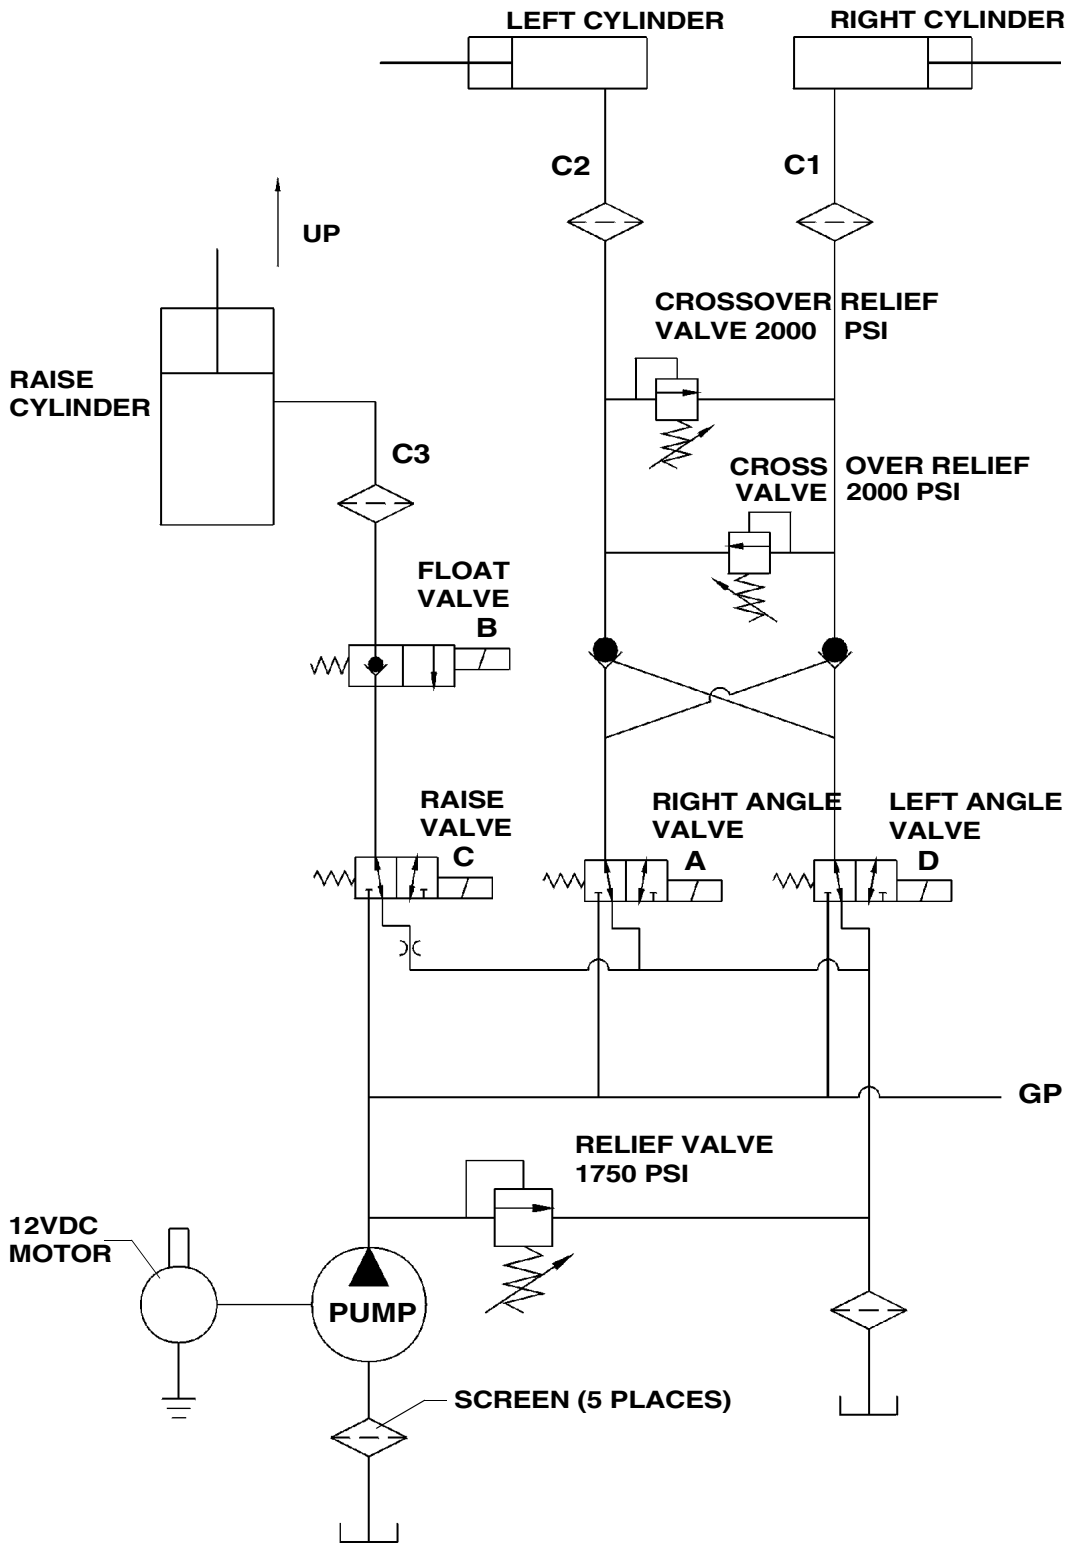 LEFT CYLINDER
RIGHT CYLINDER
C2
C1
UP
CROSSOVER RELIEF
VALVE 2000 PSI
RAISE
CYLINDER
C3
CROSS OVER RELIEF
VALVE 2000 PSI
FLOAT
VALVE
B
RAISE
VALVE
C
RIGHT ANGLE
VALVE
A
LEFT ANGLE
VALVE
D
GP
RELIEF VALVE
1750 PSI
12VDC
MOTOR
PUMP
SCREEN (5 PLACES)